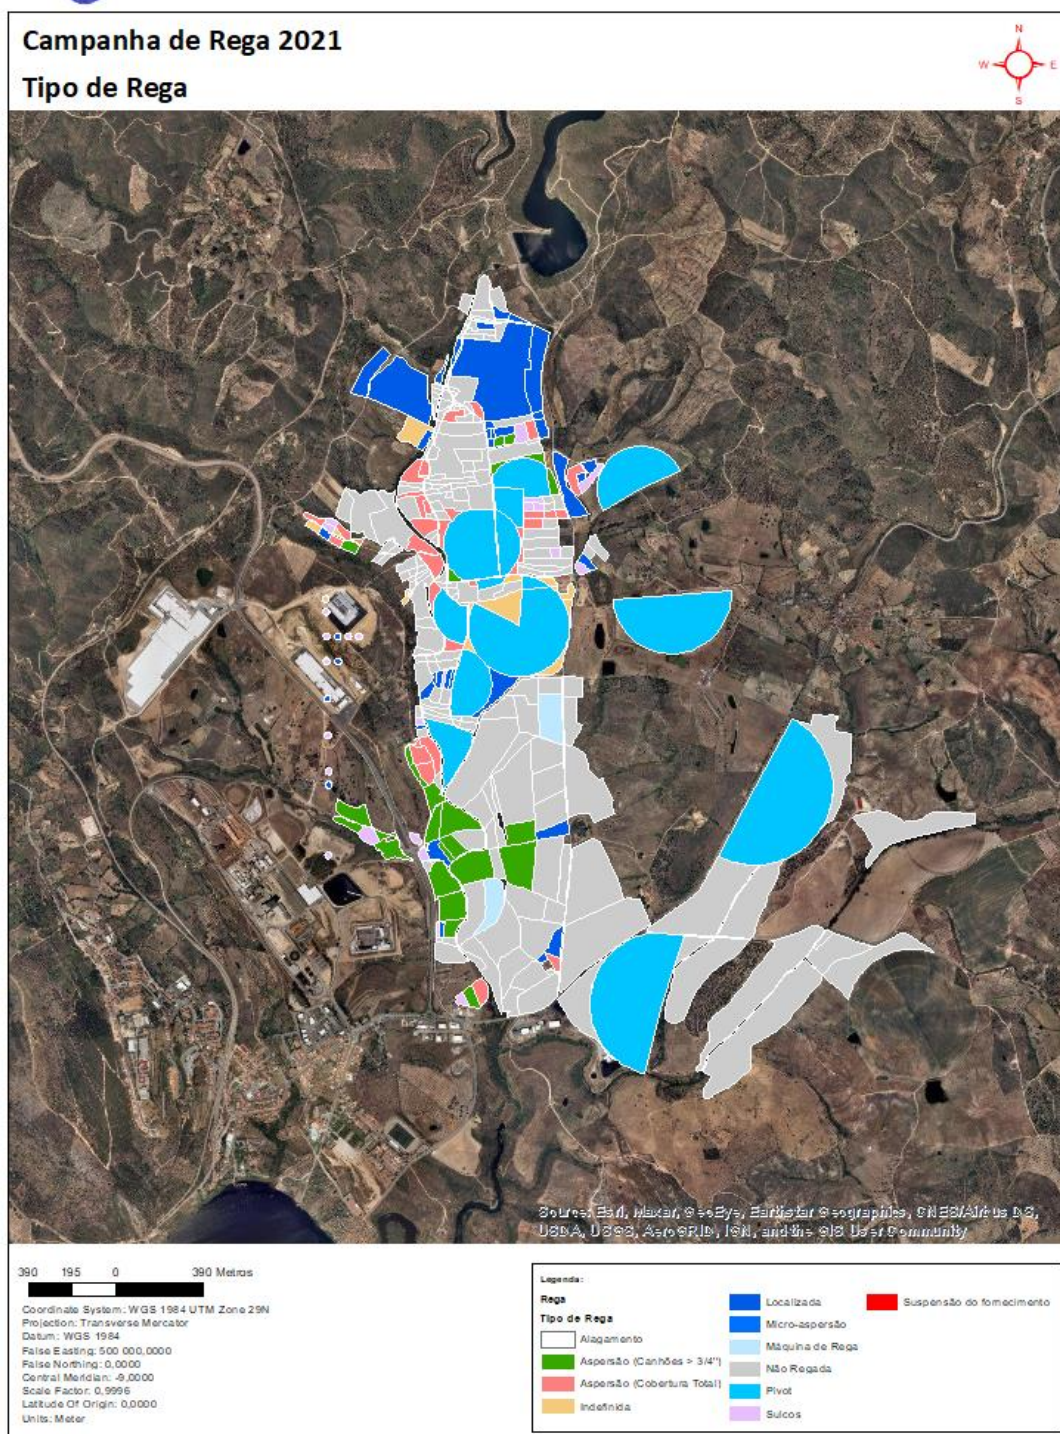 Campanha de Rega 2021
Tipo de Rega
N
W E
S
Source: Esri, Maxar, GeoEye, Earthstar Geographics, CNES/Airbus DS,
USDA, USGS, AeroGRID, IGN, and the GIS User Community
390 195 0 390 Metros
Coordinate System: WGS 1984 UTM Zone 29N
Projection: Transverse Mercator
Datum: WGS 1984
False Easting: 500 000,0000
False Northing: 0,0000
Central Meridian: -9,0000
Scale Factor: 0,9996
Latitude Of Origin: 0,0000
Units: Meter
Legenda:
Rega
Tipo de Rega
Alagamento
Aspersão (Canhões > 3/4'')
Aspersão (Cobertura Total)
Indefinida
Localizada
Micro-aspersão
Máquina de Rega
Não Regada
Pivot
Sulcos
Suspensão do fornecimento